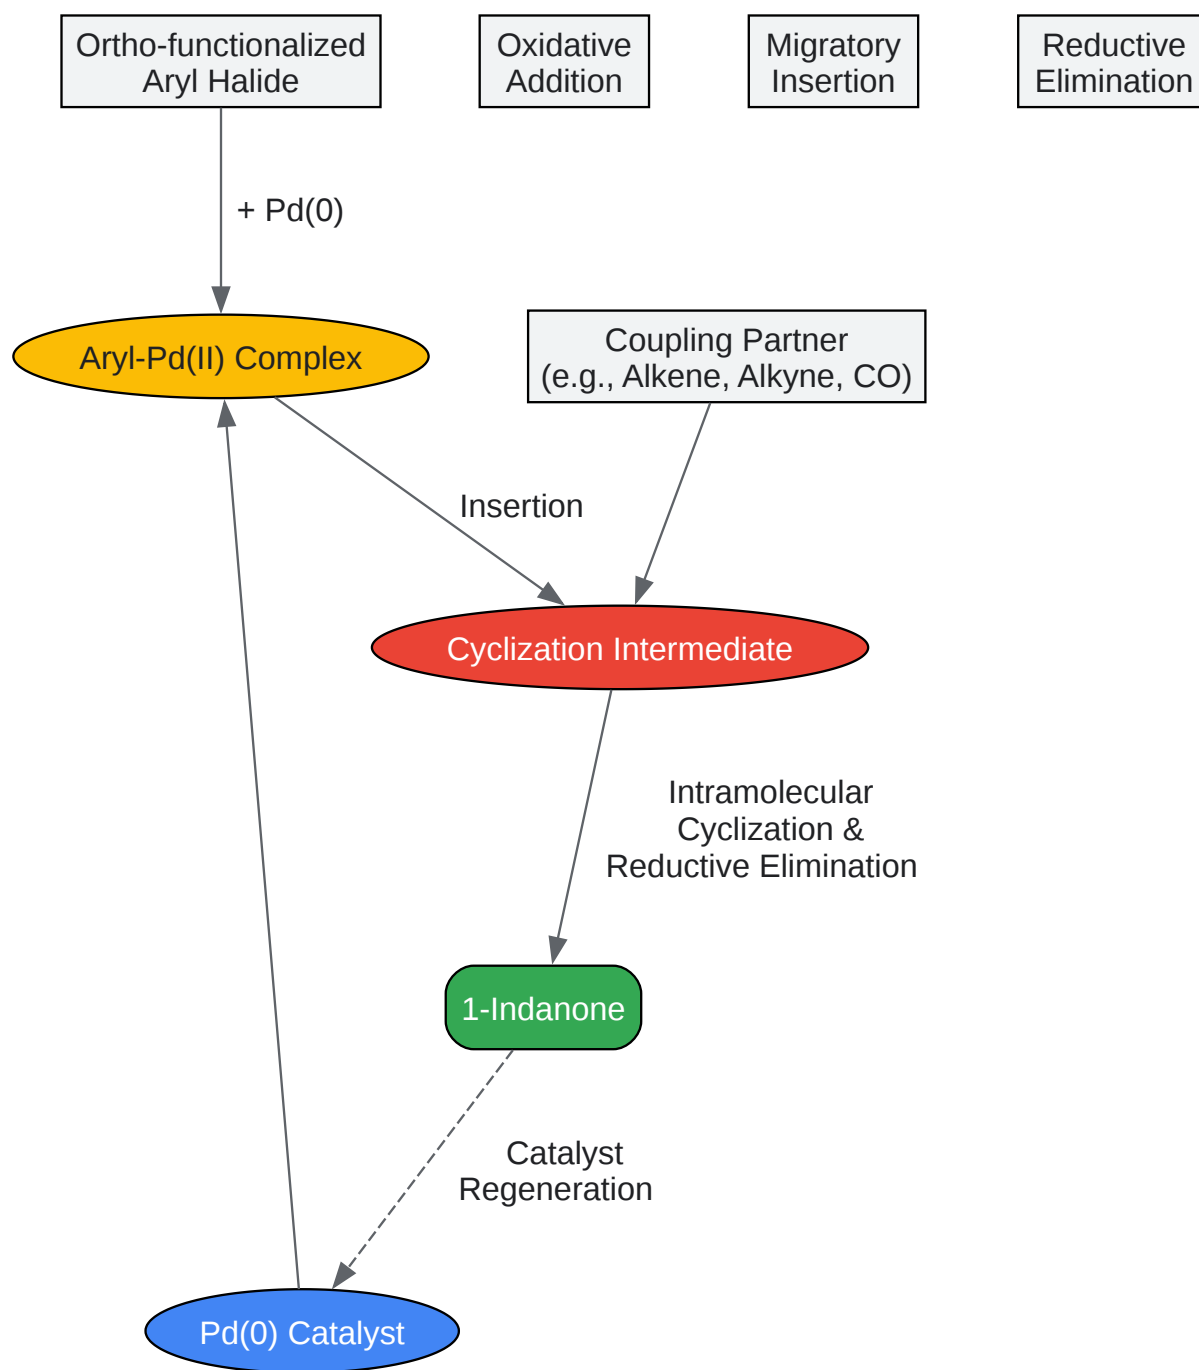 Ortho-functionalized
Aryl Halide
Oxidative
Addition
Migratory
Insertion
Reductive
Elimination
+ Pd(0)
Aryl-Pd(II) Complex
Coupling Partner
(e.g., Alkene, Alkyne, CO)
Insertion
Cyclization Intermediate
Intramolecular
Cyclization &
Reductive Elimination
1-Indanone
Catalyst
Regeneration
Pd(0) Catalyst